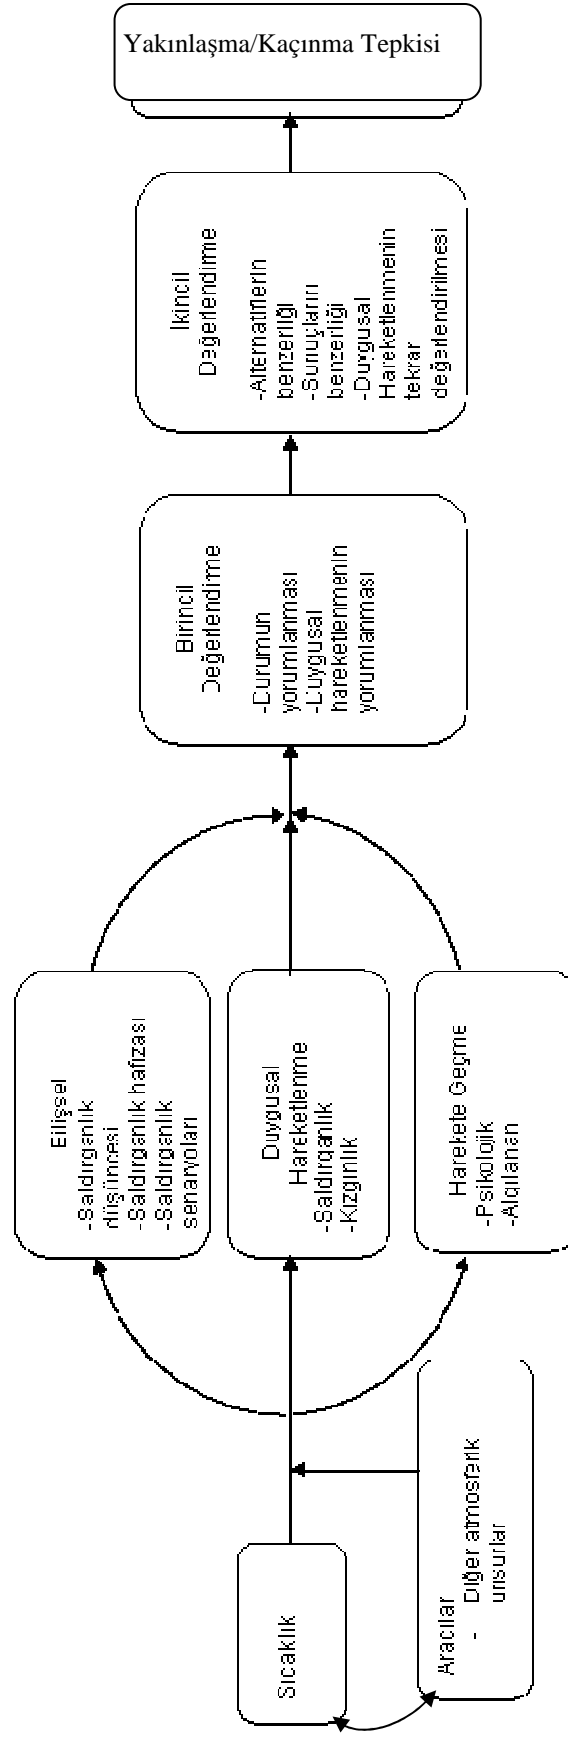 Yakınlaşma/Kaçınma Tepkisi
Sıcaklık
Aracılar
- Diğer atmosferik
unsurlar
Bilişsel
-Saldırganlık
düşüncesi
-Saldırganlık hafızası
-Saldırganlık
senaryoları
Duygusal
Hareketlenme
-Saldırganlık
-Kızgınlık
Harekete Geçme
-Psikolojik
-Algılanan
Birincil
Değerlendirme
-Durumun
yorumlanması
-Duygusal
hareketlenmenin
yorumlanması
İkincil
Değerlendirme
-Alternatiflerin
benzerliği
-Sonuçların
benzerliği
-Duygusal
Hareketlenmenin
tekrar
değerlendirilmesi